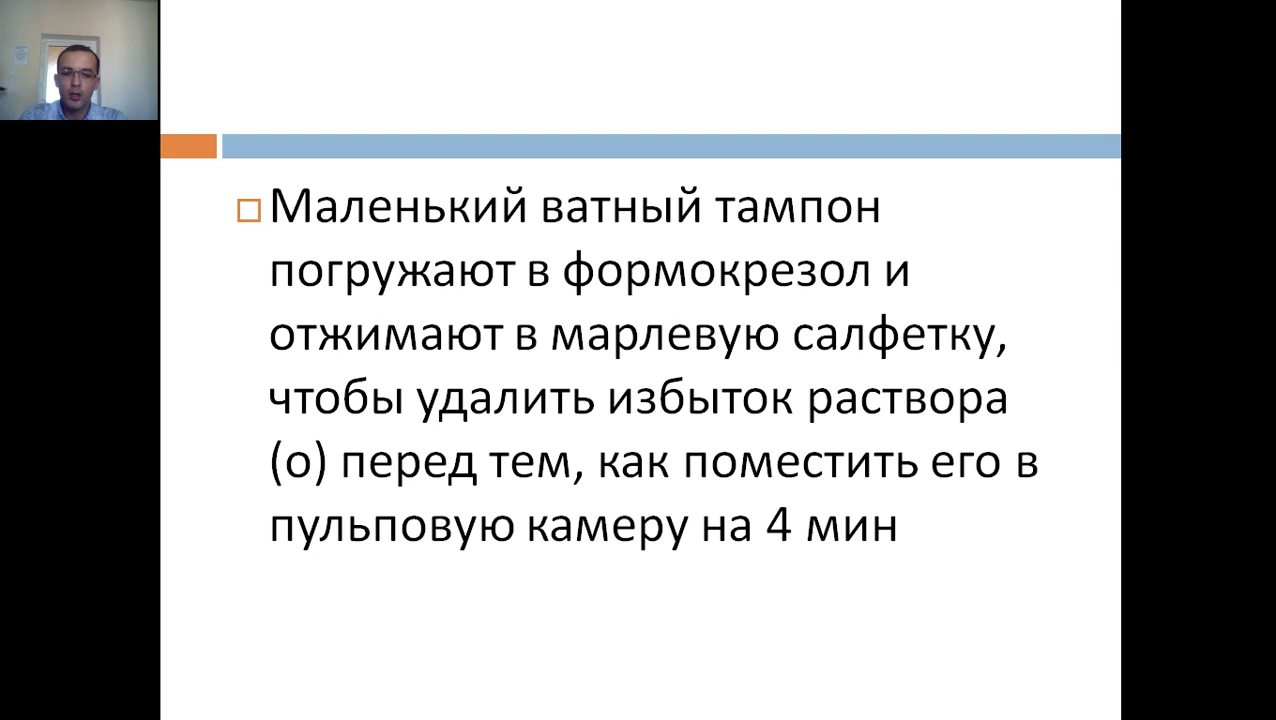 Маленький ватный тампон
погружают в формокрезол и
отжимают в марлевую салфетку,
чтобы удалить избыток раствора
(о) перед тем, как поместить его в
пульповую камеру на 4 мин